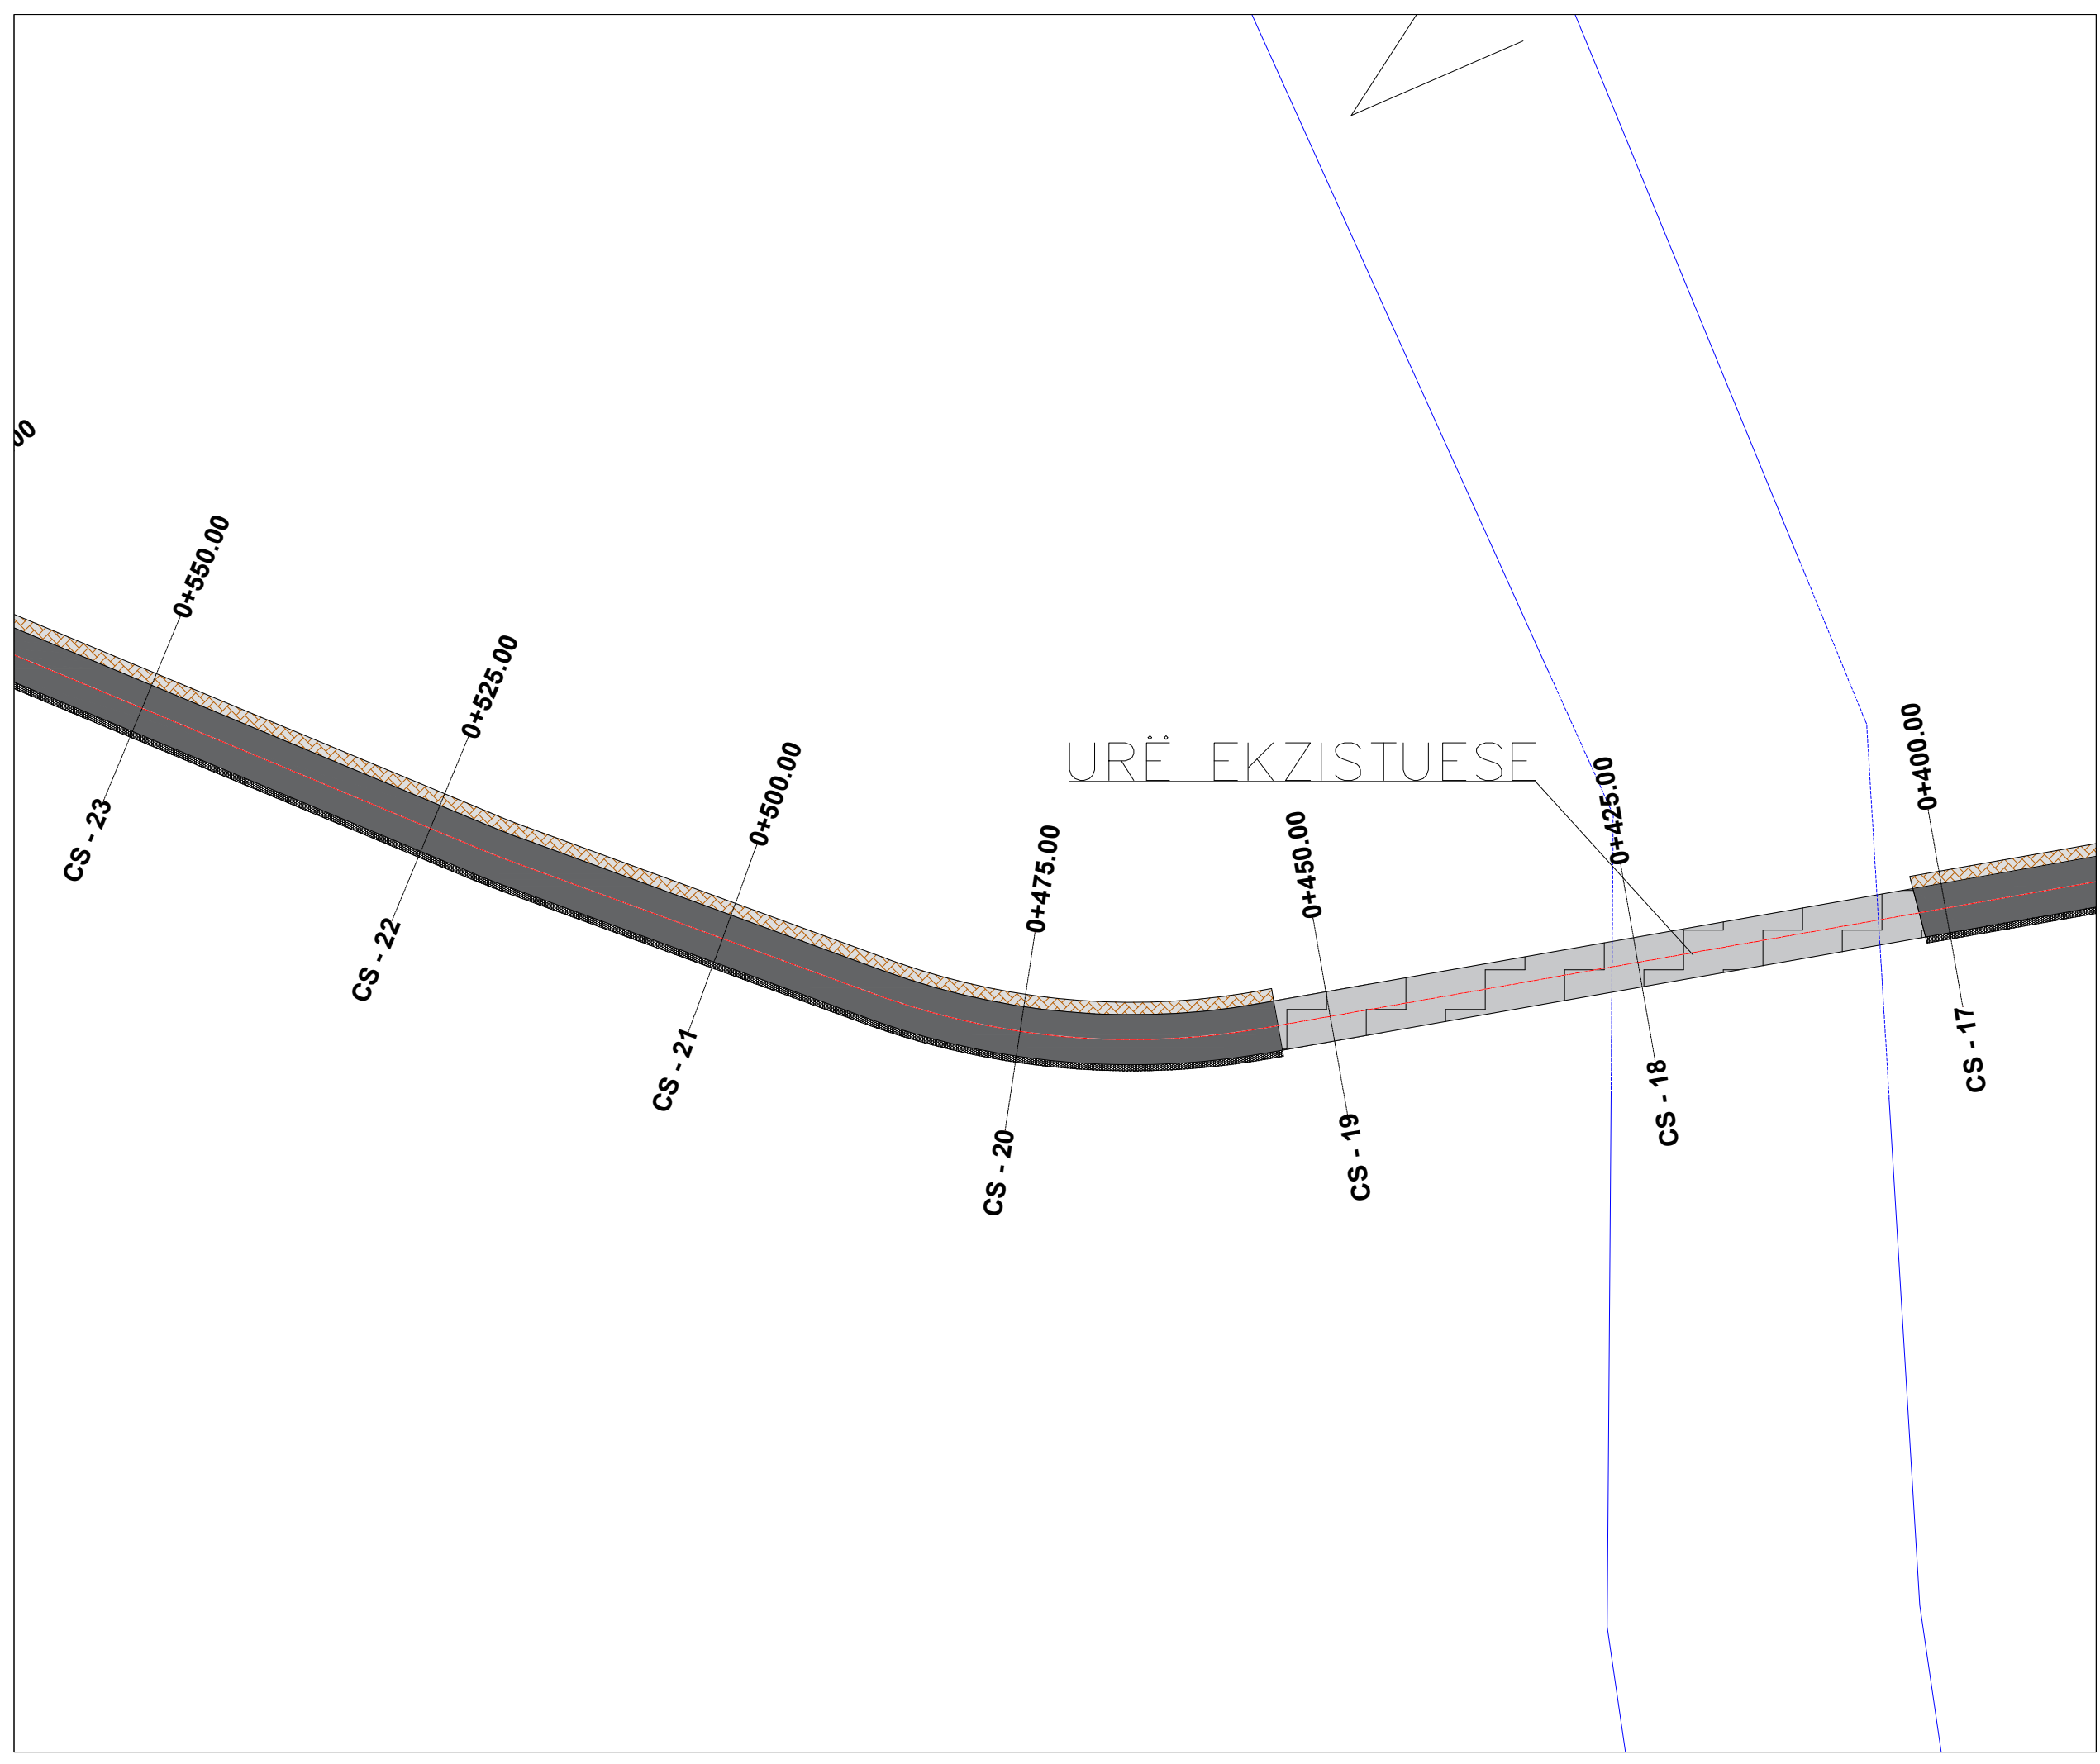 00
0+550.00
0+525.00
0+500.00
0+475.00
0+450.00
0+425.00
0+400.00
URË EKZISTUESE
CS - 23
CS - 22
CS - 21
CS - 20
CS - 19
CS - 18
CS - 17